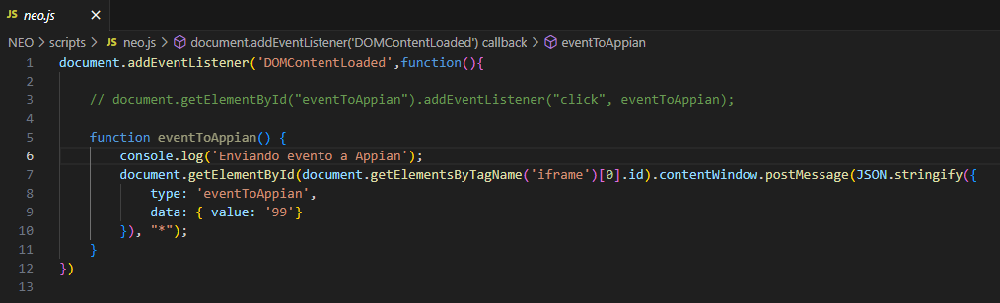 JS neo.js ×
NEO > scripts > JS neo.js > document.addEventListener('DOMContentLoaded') callback > eventToAppian
1 document.addEventListener('DOMContentLoaded',function(){
2
3 // document.getElementById("eventToAppian").addEventListener("click", eventToAppian);
4
5 function eventToAppian() {
6 console.log('Enviando evento a Appian');
7 document.getElementById(document.getElementsByTagName('iframe')[0].id).contentWindow.postMessage(JSON.stringify({
8 type: 'eventToAppian',
9 data: { value: '99'}
10 }), "*");
11 }
12 })
13